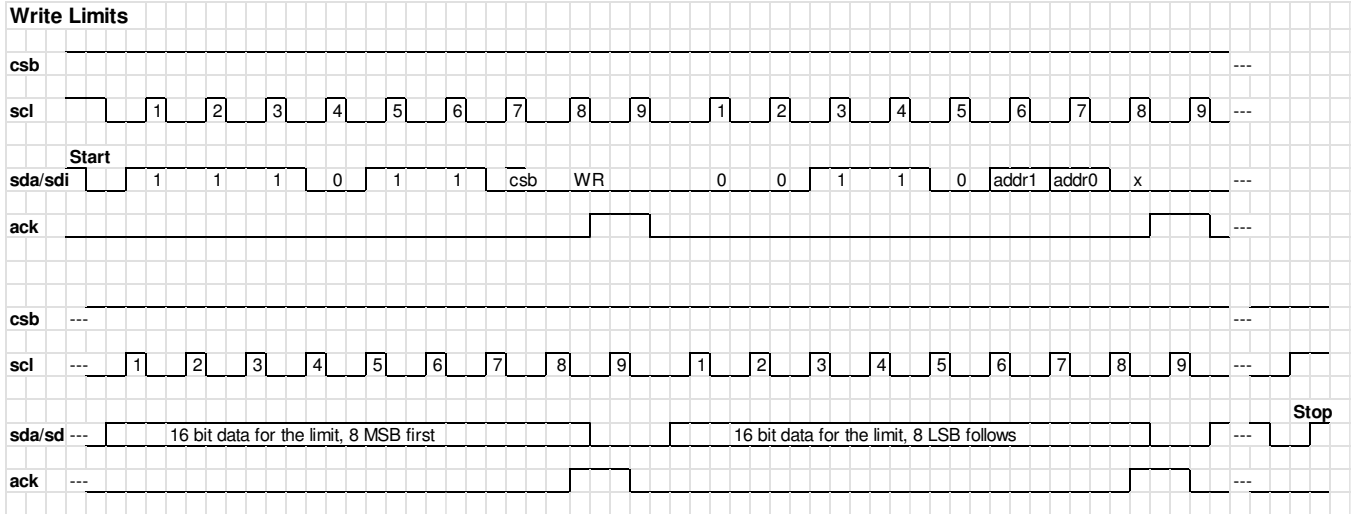 Write Limits
csb ---
scl 1 2 3 4 5 6 7 8 9 1 2 3 4 5 6 7 8 9 ---
Start
sda/sdi 1 1 1 0 1 1 csb WR 0 0 1 1 0 addr1 addr0 x ---
ack ---
csb --- ---
scl --- 1 2 3 4 5 6 7 8 9 1 2 3 4 5 6 7 8 9 ---
Stop
sda/sd --- 16 bit data for the limit, 8 MSB first 16 bit data for the limit, 8 LSB follows ---
ack --- ---